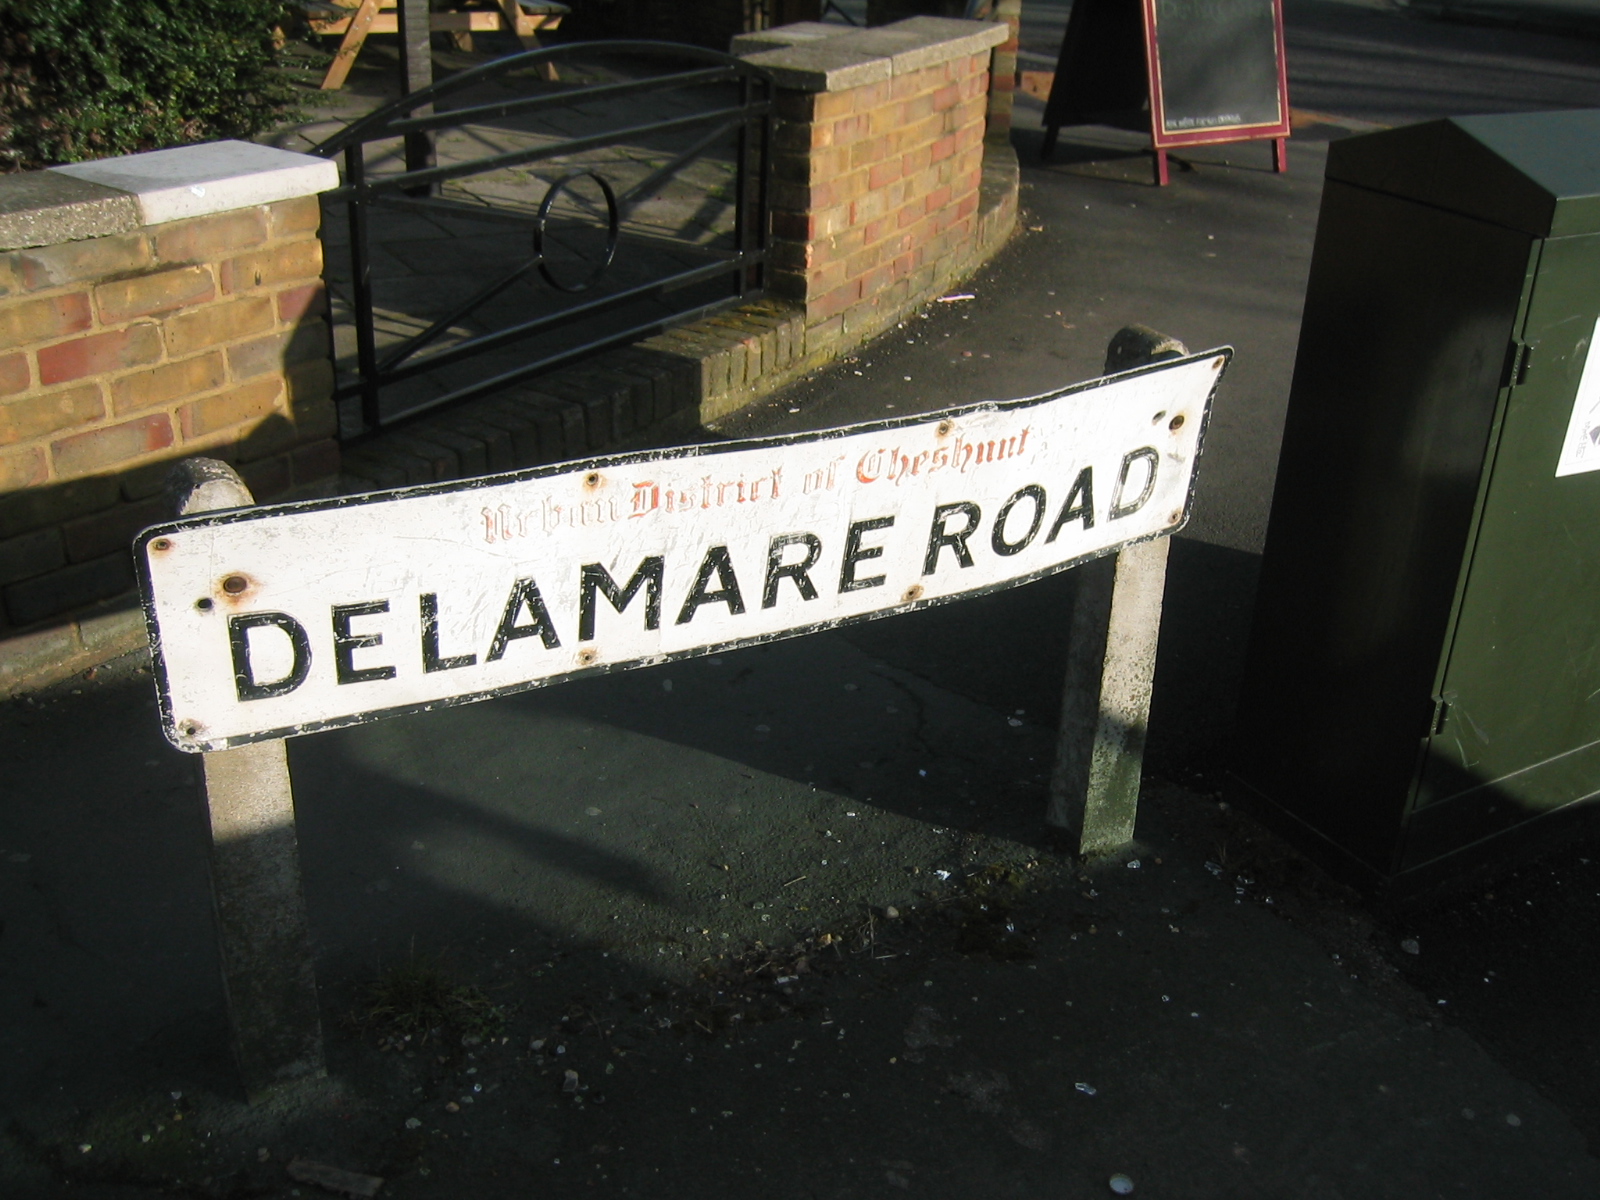 Urban District of Cheshunt
DELAMARE ROAD